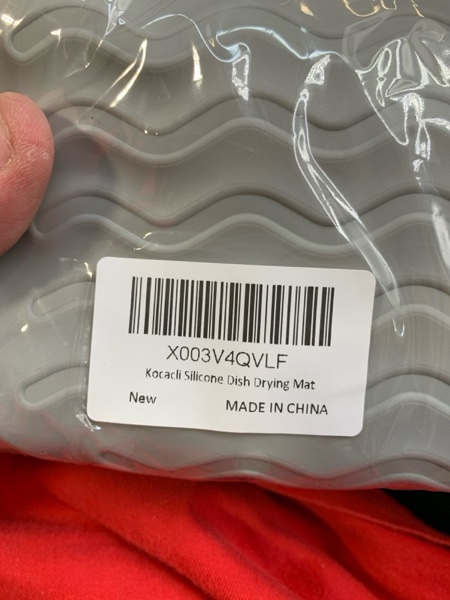 X003V4QVLF
Kocacli Silicone Dish Drying Mat
New
MADE IN CHINA